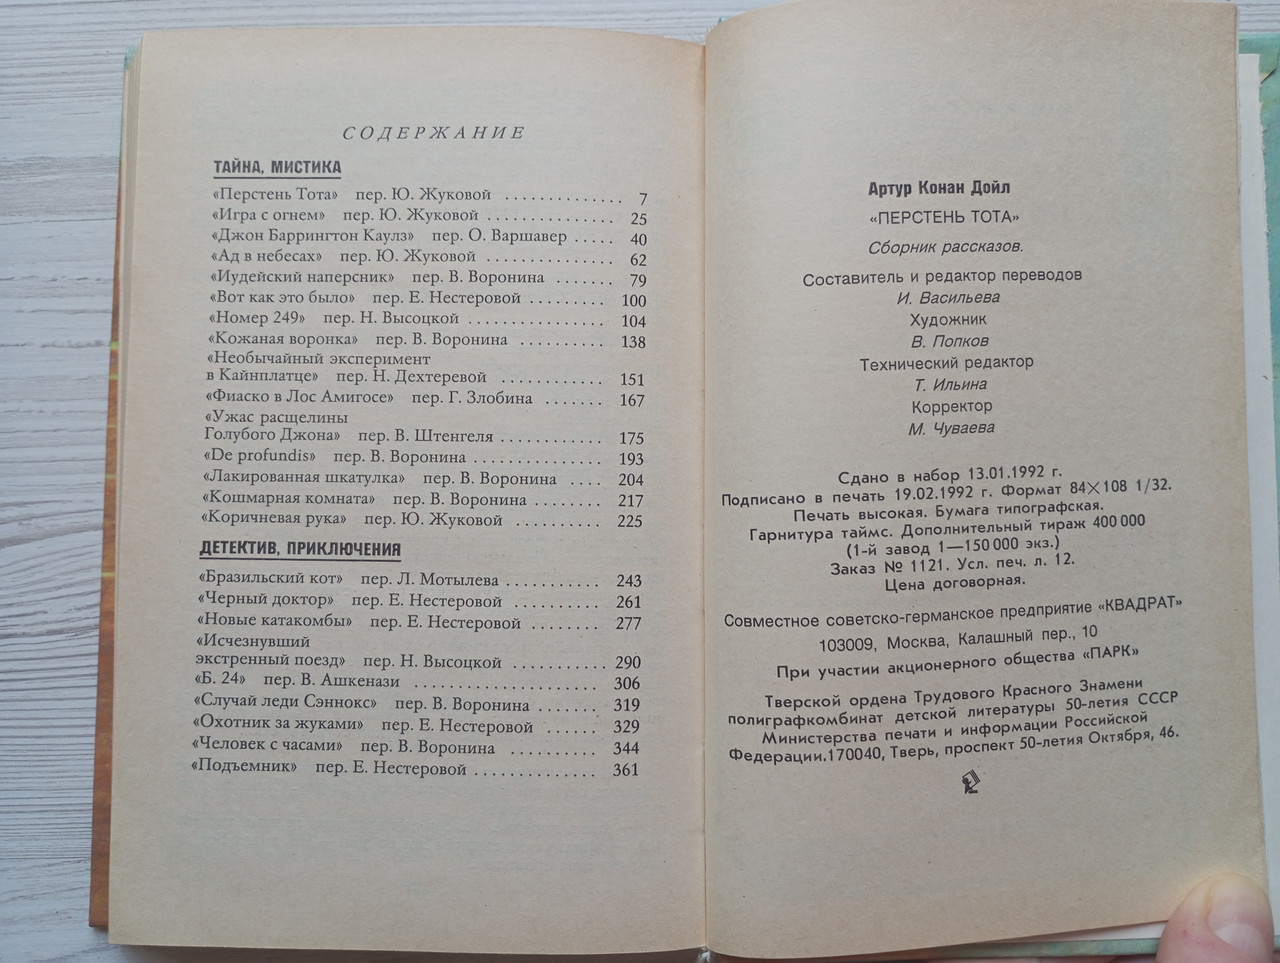 СОДЕРЖАНИЕ
ТАЙНА, МИСТИКА
«Перстень Тота» пер. Ю. Жуковой . . . . . . . . . . . . . 7
«Игра с огнем» пер. Ю. Жуковой . . . . . . . . . . . . . . 25
«Джон Баррингтон Каулз» пер. О. Варшавер . . . . . 40
«Ад в небесах» пер. Ю. Жуковой . . . . . . . . . . . . . . 62
«Иудейский наперсник» пер. В. Воронина . . . . . . . 79
«Вот как это было» пер. Е. Нестеровой . . . . . . . . . 100
«Номер 249» пер. Н. Высоцкой . . . . . . . . . . . . . . . . 104
«Кожаная воронка» пер. В. Воронина . . . . . . . . . . 138
«Необычайный эксперимент
в Кайнплатце» пер. Н. Дехтеревой . . . . . . . . . . . . 151
«Фиаско в Лос Амигосе» пер. Г. Злобина . . . . . . . 167
«Ужас расщелины
Голубого Джона» пер. В. Штенгеля . . . . . . . . . . . . 175
«De profundis» пер. В. Воронина . . . . . . . . . . . . . . . 193
«Лакированная шкатулка» пер. В. Воронина . . . . 204
«Кошмарная комната» пер. В. Воронина . . . . . . . . 217
«Коричневая рука» пер. Ю. Жуковой . . . . . . . . . . 225
ДЕТЕКТИВ, ПРИКЛЮЧЕНИЯ
«Бразильский кот» пер. Л. Мотылева . . . . . . . . . . . 243
«Черный доктор» пер. Е. Нестеровой . . . . . . . . . . 261
«Новые катакомбы» пер. Е. Нестеровой . . . . . . . . 277
«Исчезнувший
экстренный поезд» пер. Н. Высоцкой . . . . . . . . . . . 290
«Б. 24» пер. В. Ашкенази . . . . . . . . . . . . . . . . . . . . 306
«Случай леди Сэннокс» пер. В. Воронина . . . . . . . 319
«Охотник за жуками» пер. Е. Нестеровой . . . . . . . 329
«Человек с часами» пер. В. Воронина . . . . . . . . . . 344
«Подъемник» пер. Е. Нестеровой . . . . . . . . . . . . . . 361
Артур Конан Дойл
«ПЕРСТЕНЬ ТОТА»
Сборник рассказов.
Составитель и редактор переводов
И. Васильева
Художник
В. Попков
Технический редактор
Т. Ильина
Корректор
М. Чуваева
Сдано в набор 13.01.1992 г.
Подписано в печать 19.02.1992 г. Формат 84×108 1/32.
Печать высокая. Бумага типографская.
Гарнитура таймс. Дополнительный тираж 400 000
(1-й завод 1—150 000 экз.)
Заказ № 1121. Усл. печ. л. 12.
Цена договорная.
Совместное советско-германское предприятие «КВАДРАТ»
103009, Москва, Калашный пер., 10
При участии акционерного общества «ПАРК»
Тверской ордена Трудового Красного Знамени
полиграфкомбинат детской литературы 50-летия СССР
Министерства печати и информации Российской
Федерации.170040, Тверь, проспект 50-летия Октября, 46.